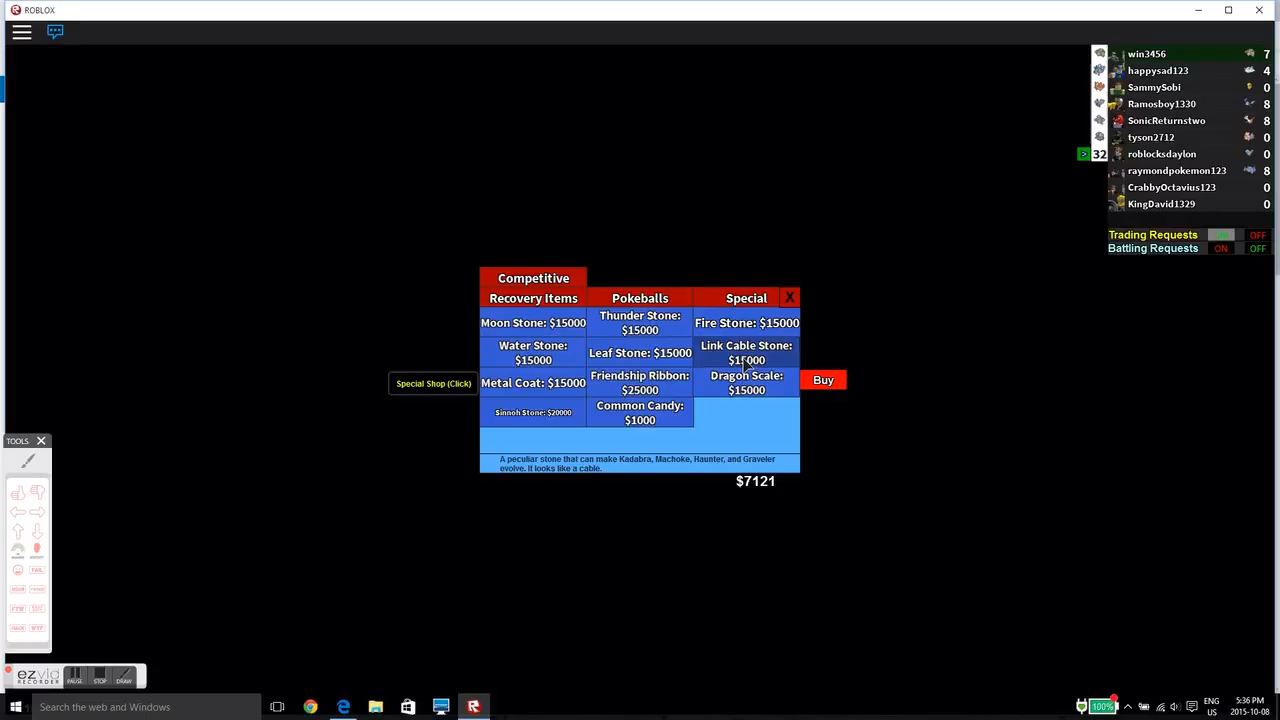 ROBLOX
win3456 7
happysad123 4
SammySobi 0
Ramosboy1330 8
SonicReturnstwo 8
tyson2712 0
roblocksdaylon 0
raymondpokemon123 8
CrabbyOctavius123 0
KingDavid1329 0
> 32
Trading Requests ON OFF
Battling Requests ON OFF
Competitive
Recovery Items Pokeballs Special X
Moon Stone: $15000
Thunder Stone:
$15000
Fire Stone: $15000
Water Stone:
$15000
Leaf Stone: $15000
Link Cable Stone:
$15000
Metal Coat: $15000
Friendship Ribbon:
$25000
Dragon Scale:
$15000
Sinnoh Stone: $20000
Common Candy:
$1000
Special Shop (Click)
Buy
A peculiar stone that can make Kadabra, Machoke, Haunter, and Graveler
evolve. It looks like a cable.
$7121
TOOLS
FAIL
FTW
WTF
ezvid
RECORDER
PAUSE STOP DRAW
Search the web and Windows
100%
ENG
US
5:36 PM
2015-10-08